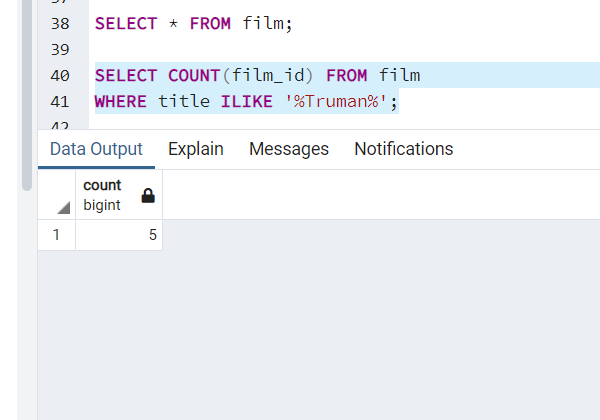 38 SELECT * FROM film;
39
40 SELECT COUNT(film_id) FROM film
41 WHERE title ILIKE '%Truman%';
42
Data Output Explain Messages Notifications
count
bigint
1 5